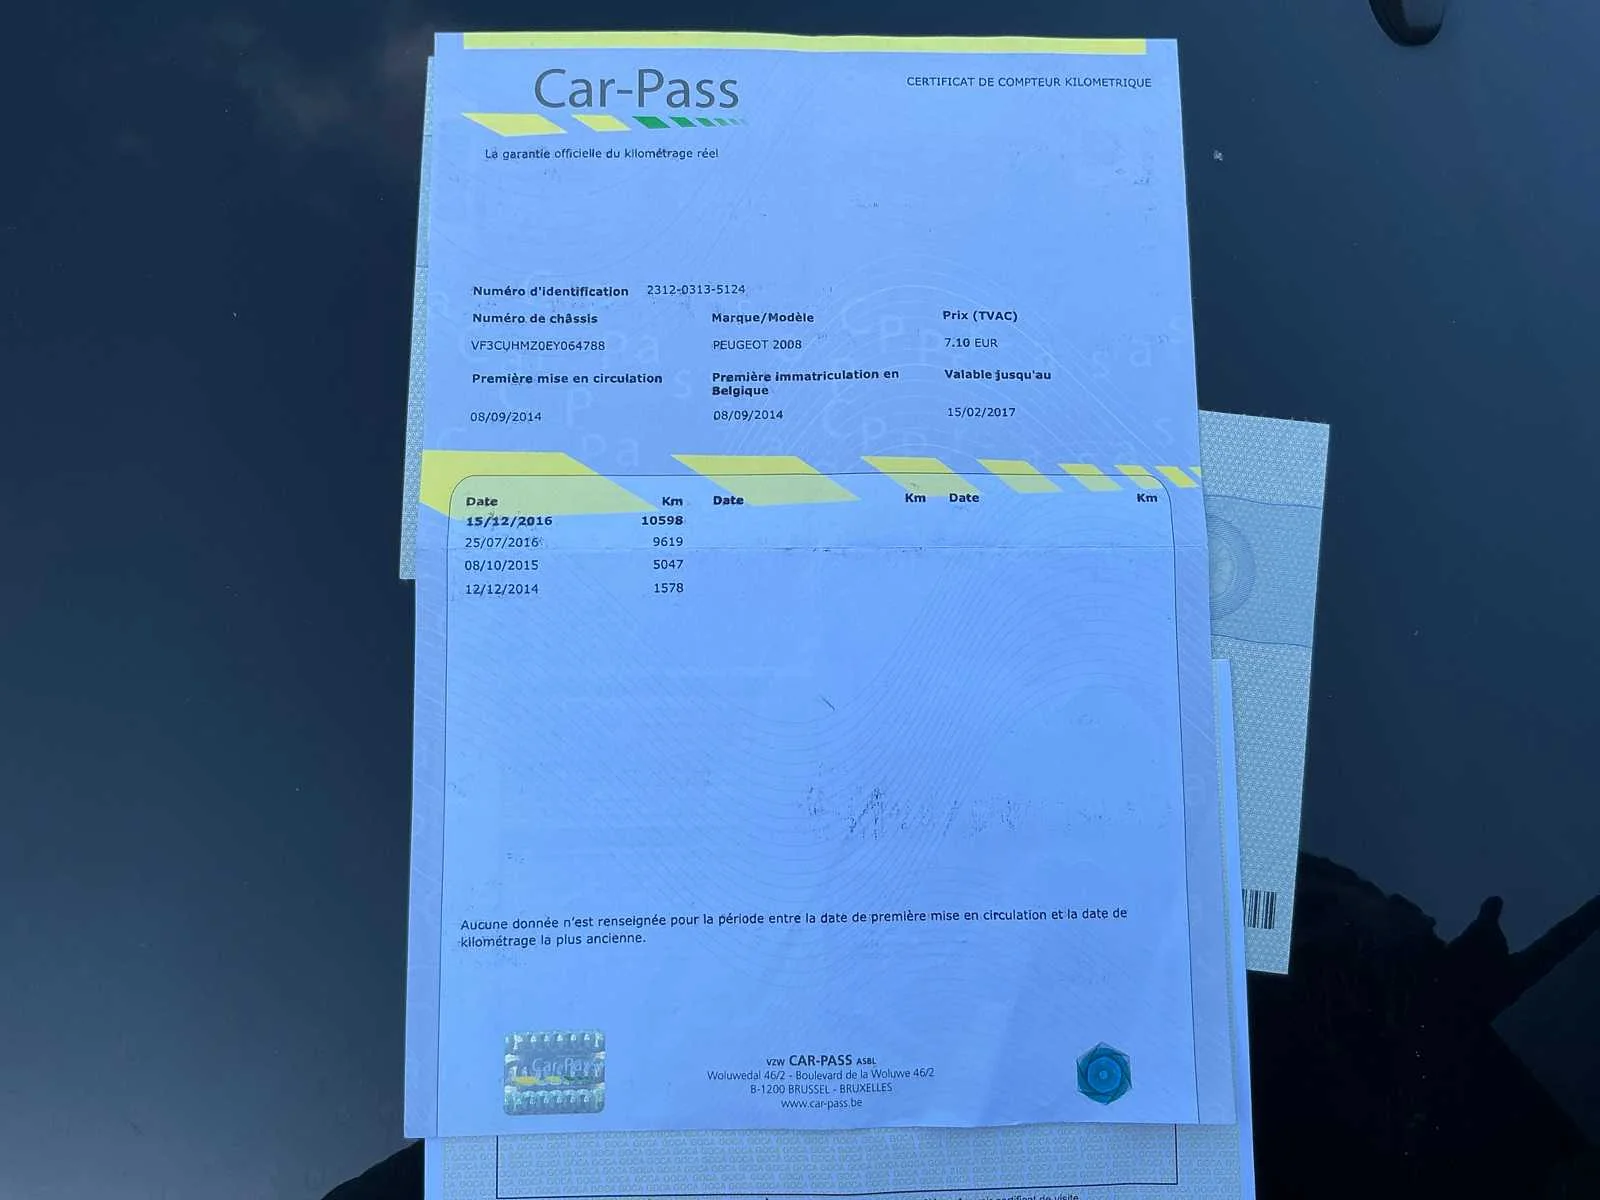 Car-Pass
CERTIFICAT DE COMPTEUR KILOMETRIQUE
La garantie officielle du kilométrage réel
Numéro d'identification 2312-0313-5124
Numéro de châssis Marque/Modèle Prix (TVAC)
VF3CUHMZ0EY064788 PEUGEOT 2008 7.10 EUR
Première mise en circulation Première immatriculation en Belgique Valable jusqu'au
08/09/2014 08/09/2014 15/02/2017
Date Km Date Km Date Km
15/12/2016 10598
25/07/2016 9619
08/10/2015 5047
12/12/2014 1578
Aucune donnée n'est renseignée pour la période entre la date de première mise en circulation et la date de
kilométrage la plus ancienne.
Car-Pass
vzw CAR-PASS ASBL
Woluwedal 46/2 - Boulevard de la Woluwe 46/2
B-1200 BRUSSEL - BRUXELLES
www.car-pass.be
certificat de visite